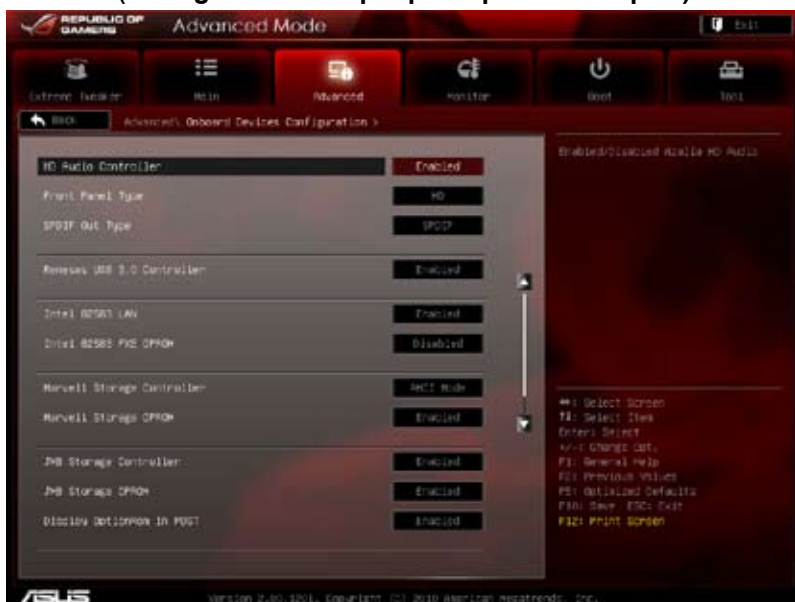 REPUBLIC OF GAMERS
Advanced Mode
Exit
Extreme Tweaker
Main
Advanced
Monitor
Boot
Tool
Back
Advanced\ Onboard Devices Configuration >
HD Audio Controller Enabled
Front Panel Type HD
SPDIF Out Type SPDIF
Renesas USB 3.0 Controller Enabled
Intel 82583 LAN Enabled
Intel 82583 PXE OPROM Disabled
Marvell Storage Controller AHCI Mode
Marvell Storage OPROM Enabled
JMB Storage Controller Enabled
JMB Storage OPROM Enabled
Display OptionRom in POST Enabled
Enabled/Disabled Azalia HD Audio
→←: Select Screen
↑↓: Select Item
Enter: Select
+/-: Change Opt.
F1: General Help
F2: Previous Values
F5: Optimized Defaults
F10: Save ESC: Exit
F12: Print Screen
ASUS
Version 2.00.1201. Copyright (C) 2010 American Megatrends, Inc.